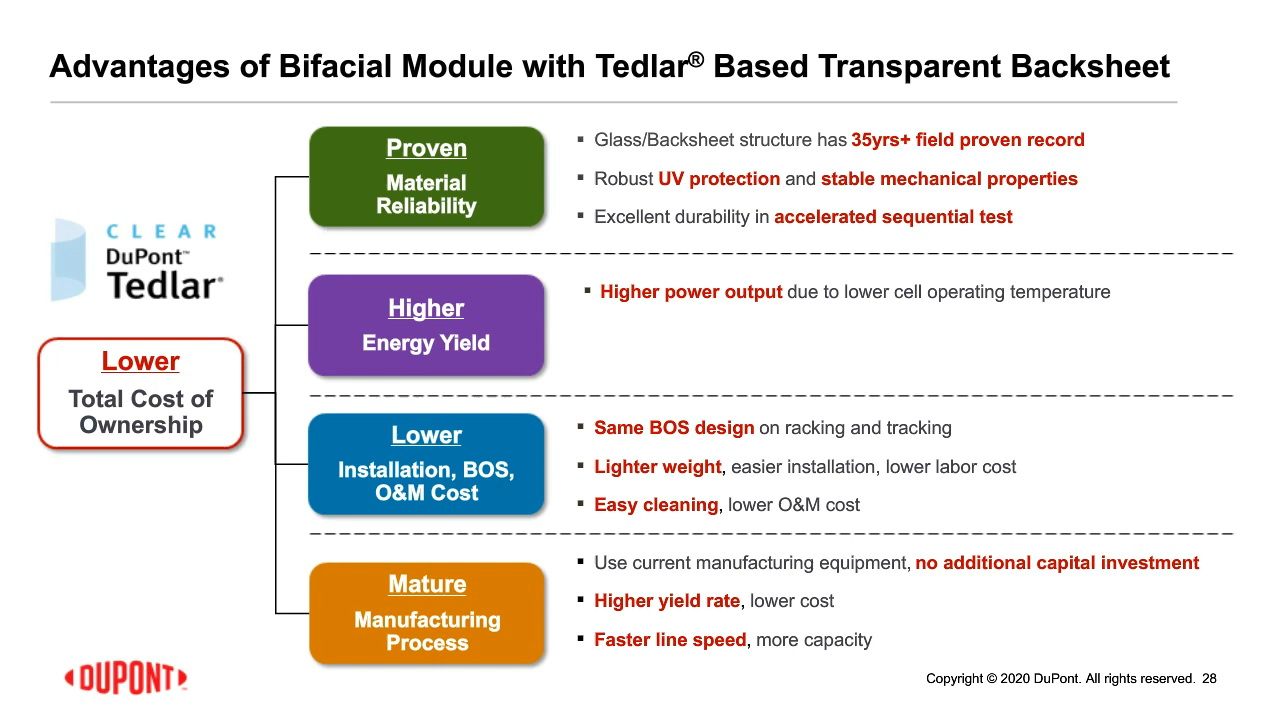 Advantages of Bifacial Module with Tedlar® Based Transparent Backsheet
CLEAR
DuPont™
Tedlar®
Lower
Total Cost of
Ownership
Proven
Material
Reliability
▪ Glass/Backsheet structure has 35yrs+ field proven record
▪ Robust UV protection and stable mechanical properties
▪ Excellent durability in accelerated sequential test
Higher
Energy Yield
▪ Higher power output due to lower cell operating temperature
Lower
Installation, BOS,
O&M Cost
▪ Same BOS design on racking and tracking
▪ Lighter weight, easier installation, lower labor cost
▪ Easy cleaning, lower O&M cost
Mature
Manufacturing
Process
▪ Use current manufacturing equipment, no additional capital investment
▪ Higher yield rate, lower cost
▪ Faster line speed, more capacity
DUPONT™
Copyright © 2020 DuPont. All rights reserved. 28